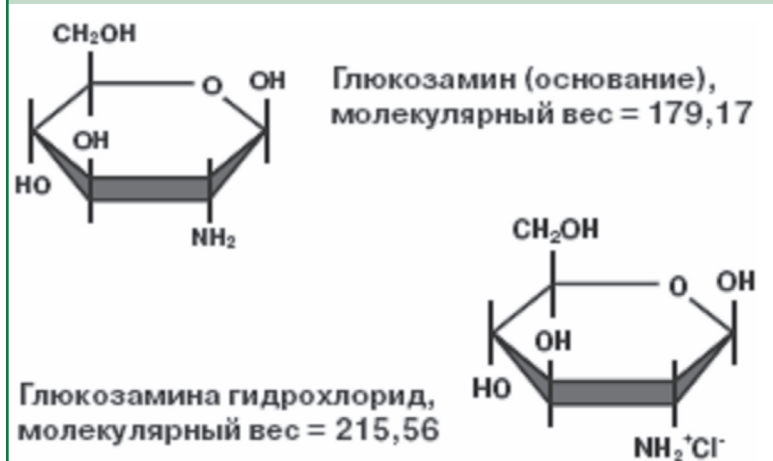 CH₂OH
O
OH
OH
HO
NH₂
Глюкозамин (основание),
молекулярный вес = 179,17
CH₂OH
O
OH
OH
HO
NH₂⁺Cl⁻
Глюкозамина гидрохлорид,
молекулярный вес = 215,56